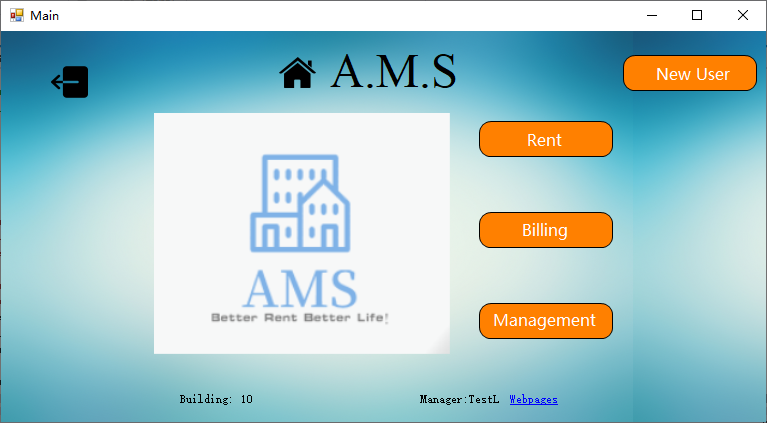 Main
A.M.S
New User
Rent
Billing
Management
AMS
Better Rent Better Life!
Building: 10
Manager:TestL Webpages